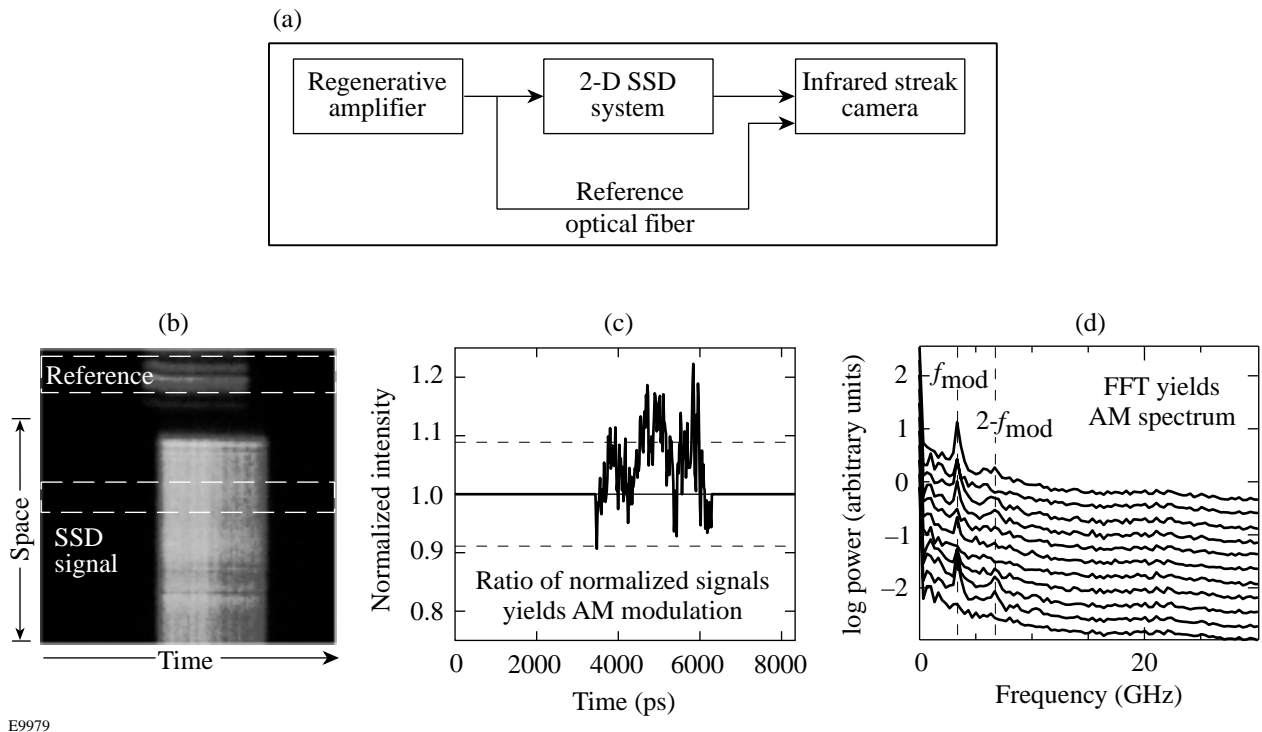 (a)
Regenerative
amplifier
2-D SSD
system
Infrared streak
camera
Reference
optical fiber
(b)
Reference
SSD
signal
Space
Time
(c)
Normalized intensity
1.2
1.10
1.0
0.9
0.8
Ratio of normalized signals
yields AM modulation
0 2000 4000 6000 8000
Time (ps)
(d)
log power (arbitrary units)
2
1
0
–1
–2
fmod
2-fmod
FFT yields
AM spectrum
0 20
Frequency (GHz)
E9979